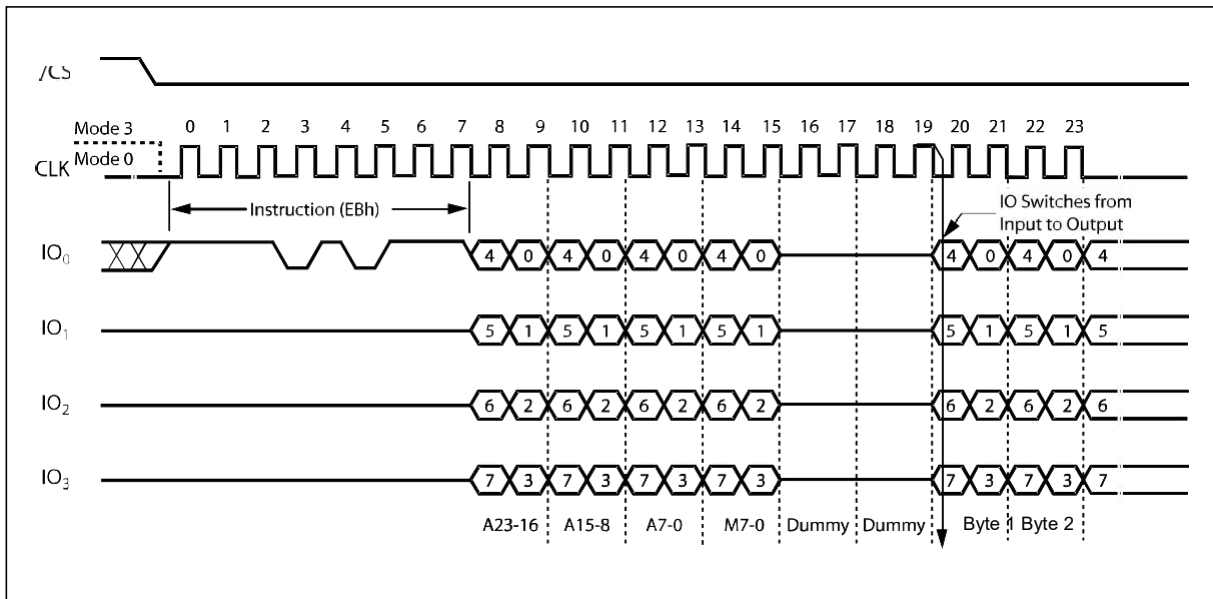 /CS
Mode 3
0 1 2 3 4 5 6 7 8 9 10 11 12 13 14 15 16 17 18 19 20 21 22 23
Mode 0
CLK
Instruction (EBh)
IO Switches from
Input to Output
IO0 4 0 4 0 4 0 4 0 4 0 4 0 4
IO1 5 1 5 1 5 1 5 1 5 1 5 1 5
IO2 6 2 6 2 6 2 6 2 6 2 6 2 6
IO3 7 3 7 3 7 3 7 3 7 3 7 3 7
A23-16 A15-8 A7-0 M7-0 Dummy Dummy Byte 1 Byte 2